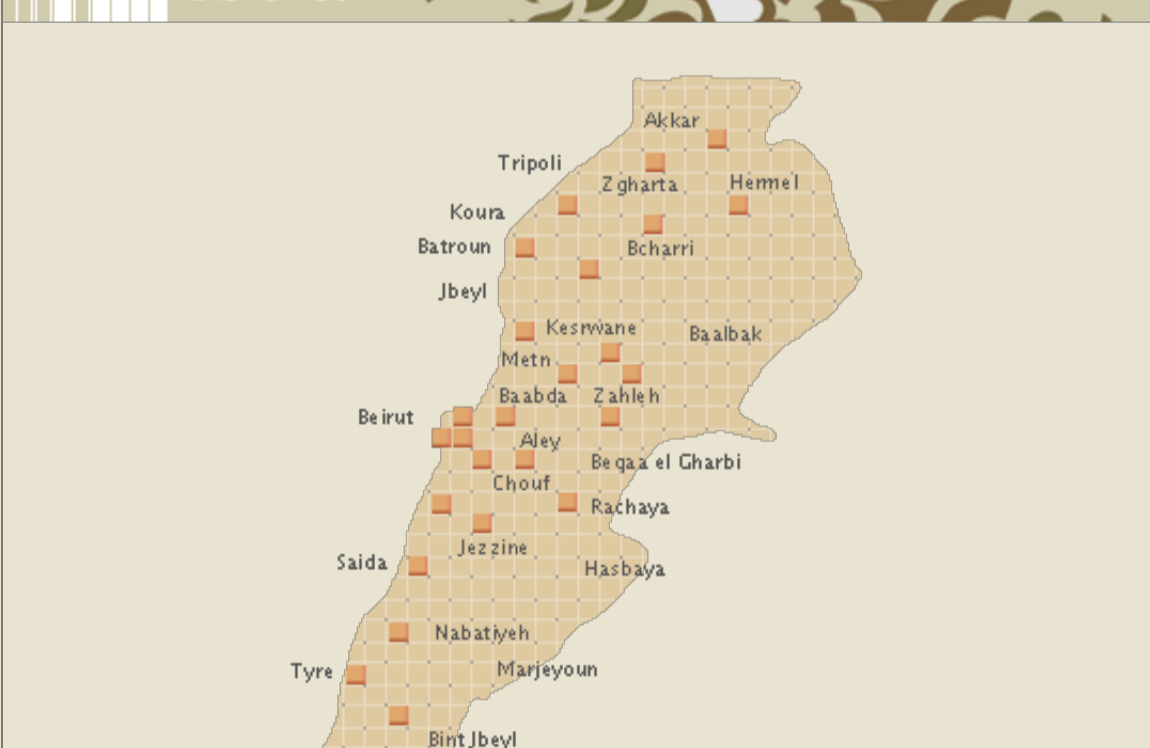 Akkar
Tripoli
Zgharta
Hermel
Koura
Batroun
Bcharri
Jbeyl
Kesrwane
Baalbak
Metn
Baabda
Zahleh
Beirut
Aley
Beqaa el Gharbi
Chouf
Rachaya
Jezzine
Saida
Hasbaya
Nabatiyeh
Marjeyoun
Tyre
Bint Jbeyl